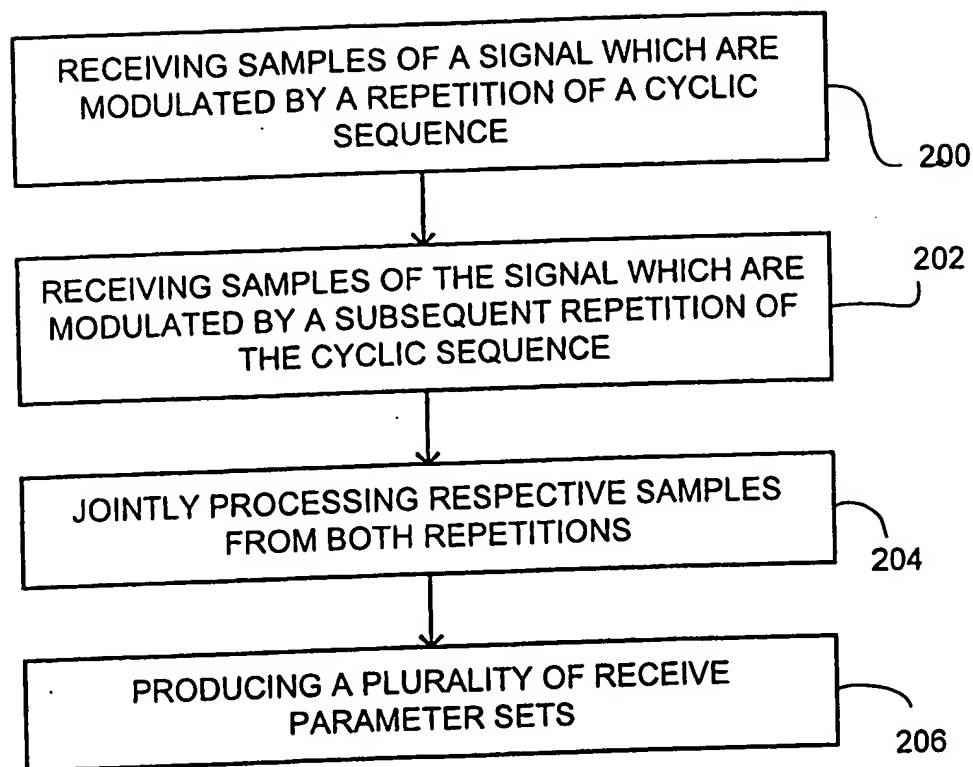 RECEIVING SAMPLES OF A SIGNAL WHICH ARE
MODULATED BY A REPETITION OF A CYCLIC
SEQUENCE
200
RECEIVING SAMPLES OF THE SIGNAL WHICH ARE
MODULATED BY A SUBSEQUENT REPETITION OF
THE CYCLIC SEQUENCE
202
JOINTLY PROCESSING RESPECTIVE SAMPLES
FROM BOTH REPETITIONS
204
PRODUCING A PLURALITY OF RECEIVE
PARAMETER SETS
206